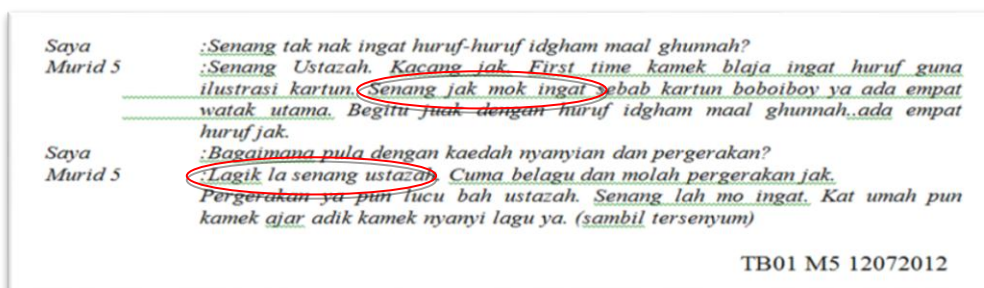 Saya :Senang tak nak ingat huruf-huruf idgham maal ghunnah?
Murid 5 :Senang Ustazah. Kacang jak. First time kamek blaja ingat huruf guna
ilustrasi kartun. Senang jak mok ingat sebab kartun boboiboy ya ada empat
watak utama. Begitu juak dengan huruf idgham maal ghunnah..ada empat
huruf jak.
Saya :Bagaimana pula dengan kaedah nyanyian dan pergerakan?
Murid 5 :Lagik la senang ustazah. Cuma belagu dan molah pergerakan jak.
Pergerakan ya pun lucu bah ustazah. Senang lah mo ingat. Kat umah pun
kamek ajar adik kamek nyanyi lagu ya. (sambil tersenyum)
TB01 M5 12072012